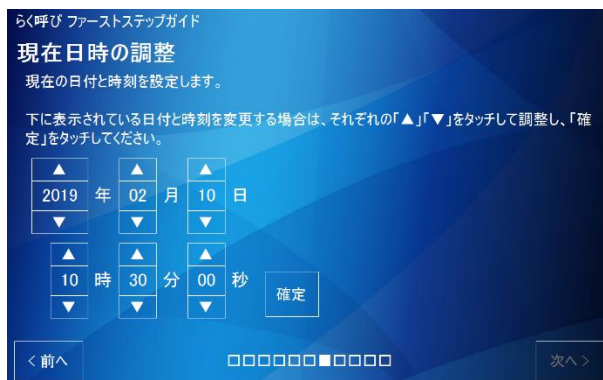 らく呼び ファーストステップガイド
現在日時の調整
現在の日付と時刻を設定します。
下に表示されている日付と時刻を変更する場合は、それぞれの「▲」「▼」をタッチして調整し、「確
定」をタッチしてください。
▲ ▲ ▲
2019 年 02 月 10 日
▼ ▼ ▼
▲ ▲ ▲
10 時 30 分 00 秒 確定
▼ ▼ ▼
< 前へ □□□□□□■□□□□ 次へ >